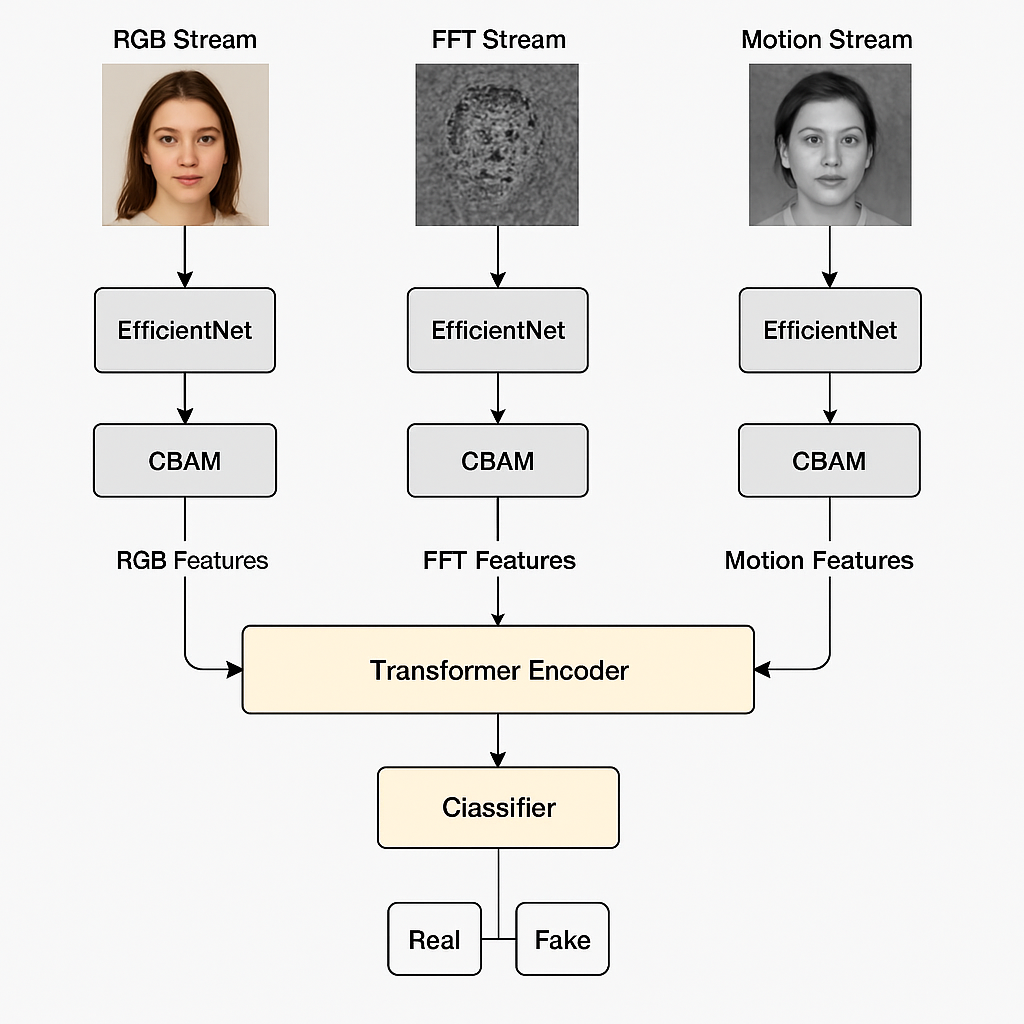 RGB Stream
FFT Stream
Motion Stream
EfficientNet
EfficientNet
EfficientNet
CBAM
CBAM
CBAM
RGB Features
FFT Features
Motion Features
Transformer Encoder
Ciassifier
Real
Fake